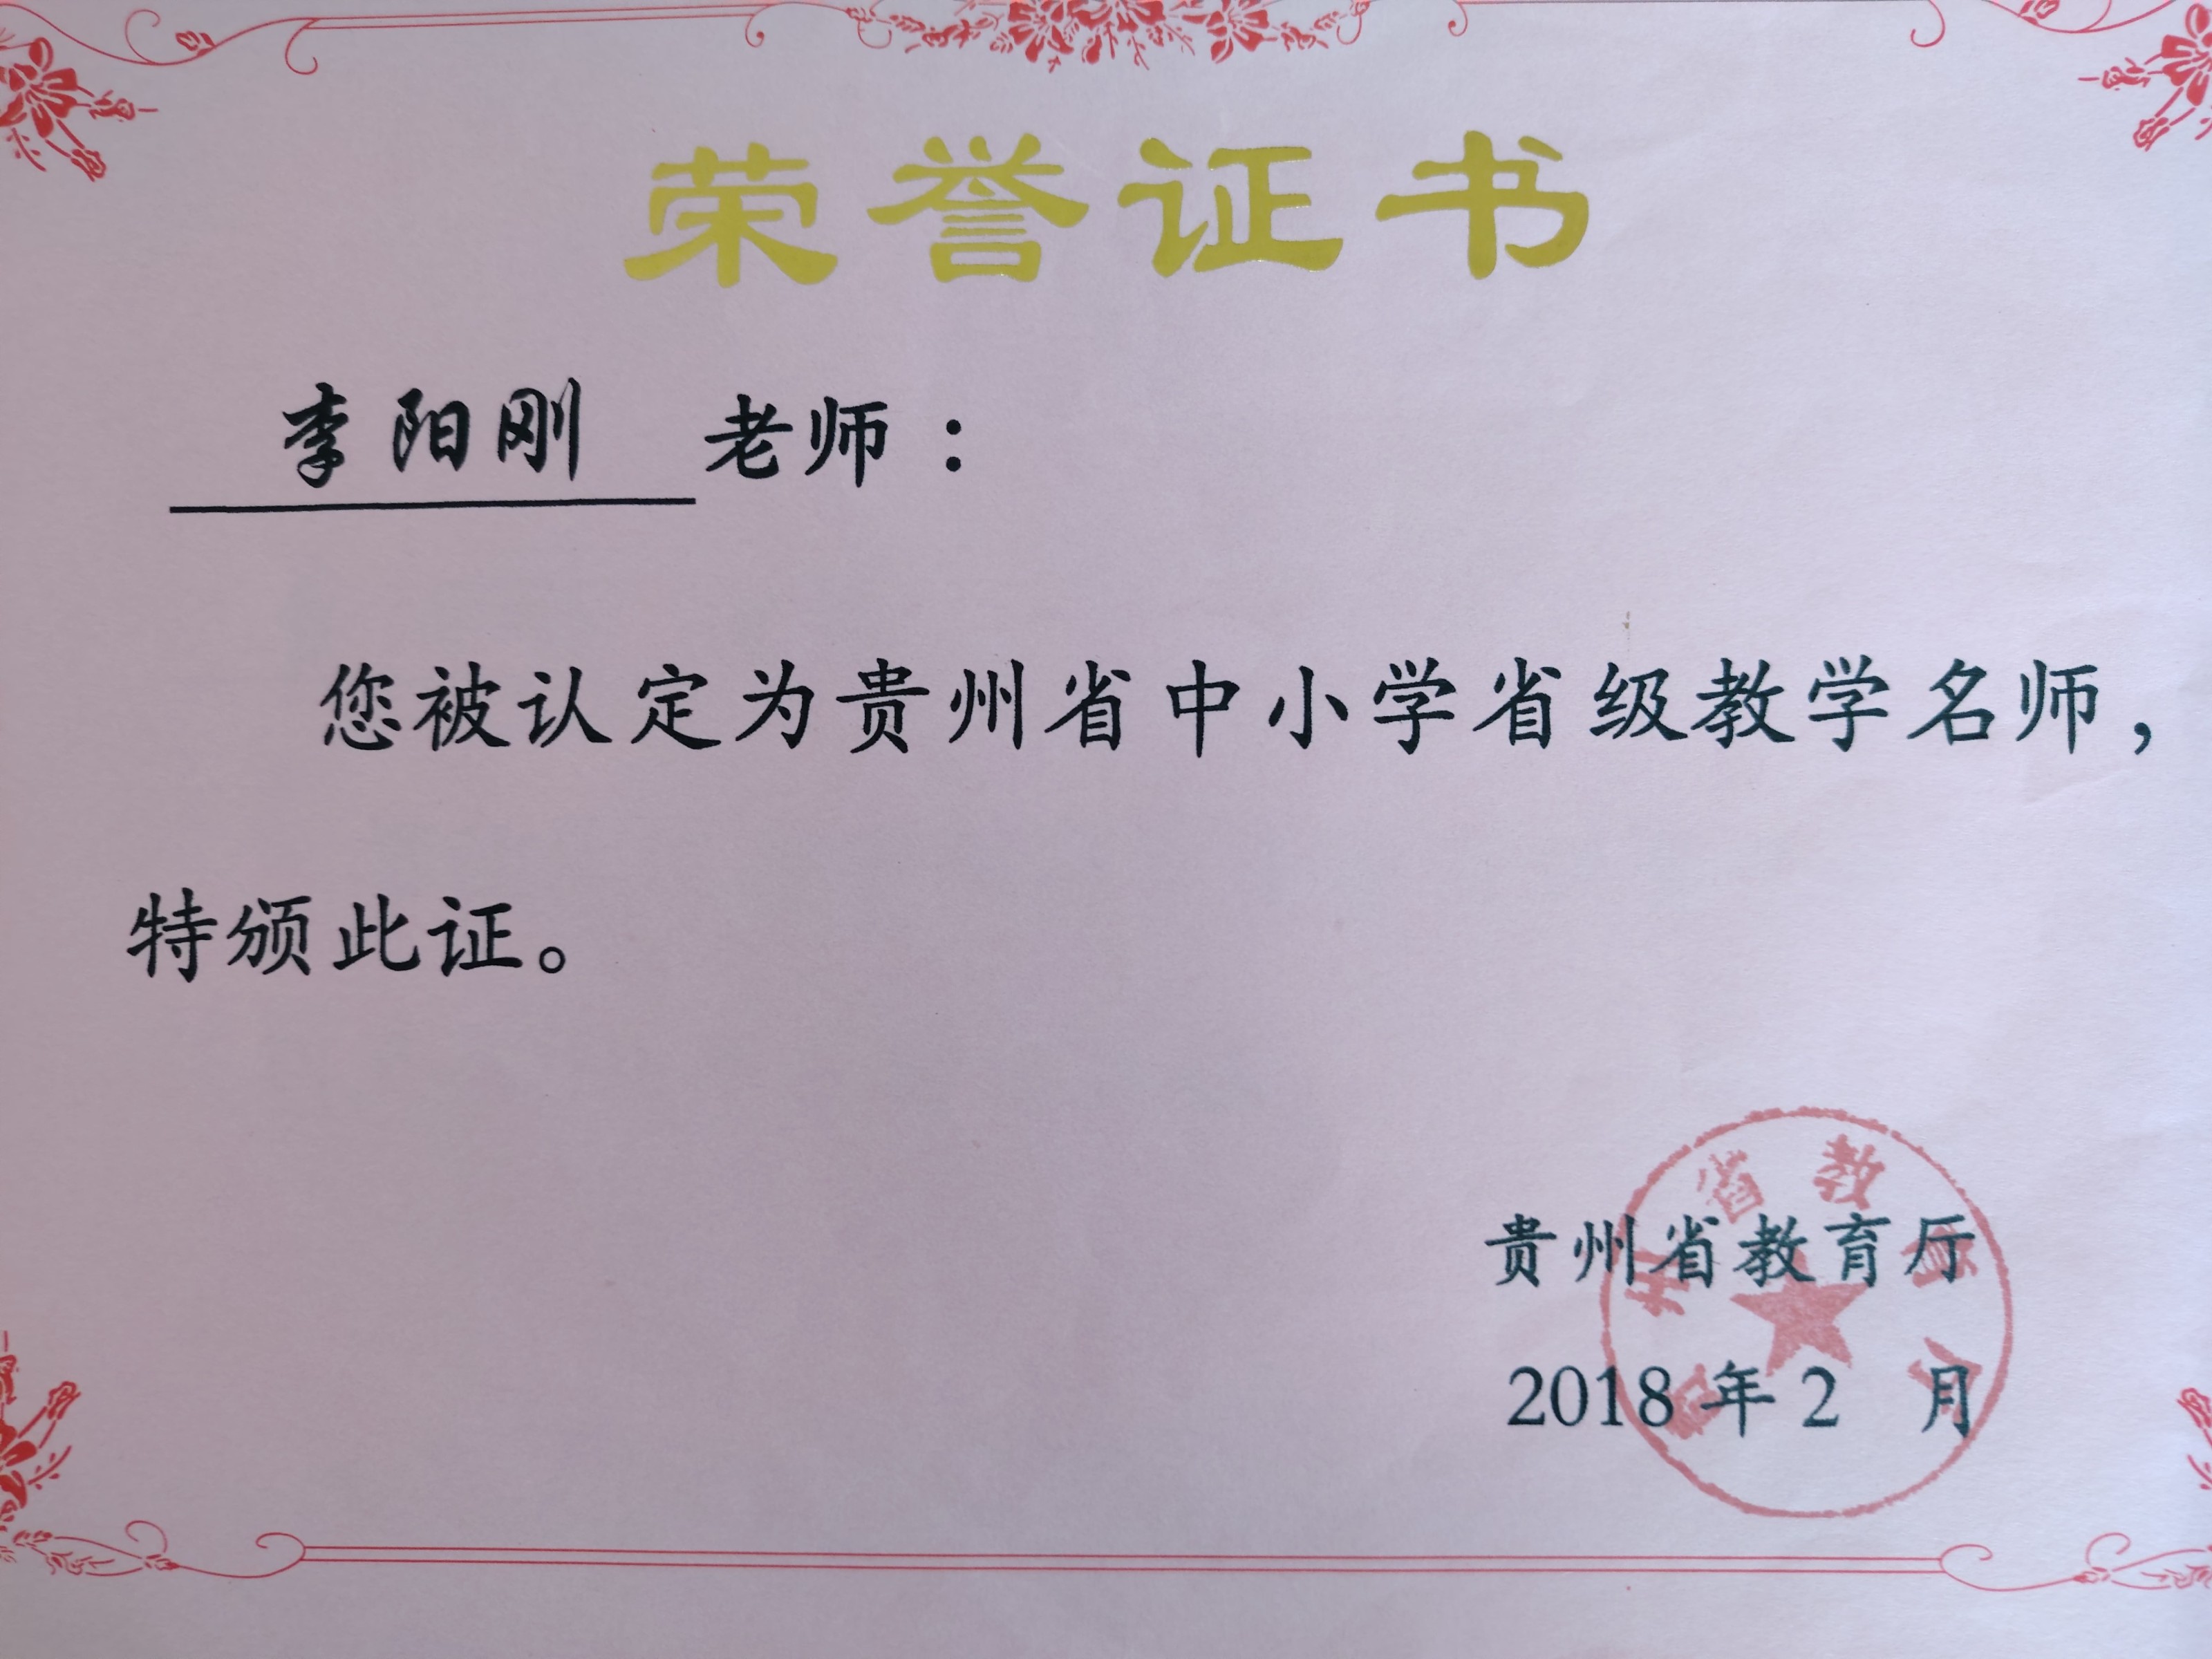 荣誉证书
李阳刚 老师：
您被认定为贵州省中小学省级教学名师，
特颁此证。
贵州省教育厅
2018年2 月
省教